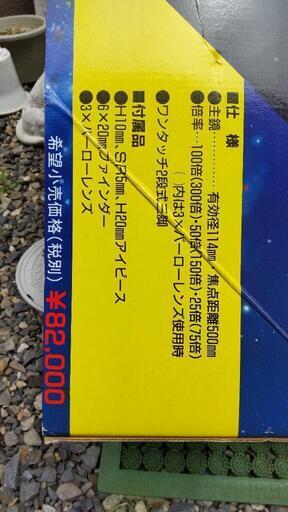 ■仕 様
●主鏡…………有効径114mm 焦点距離500mm
●倍率…100倍(300倍)・50倍(150倍)・25倍(75倍)
( )内は3×バーローレンズ使用時
●ワンタッチ2段式三脚
■付属品
●H10mm、SR5mm、H20mmアイピース
●6×20mmファインダー
●3×バーローレンズ
希望小売価格(税別) ¥82,000